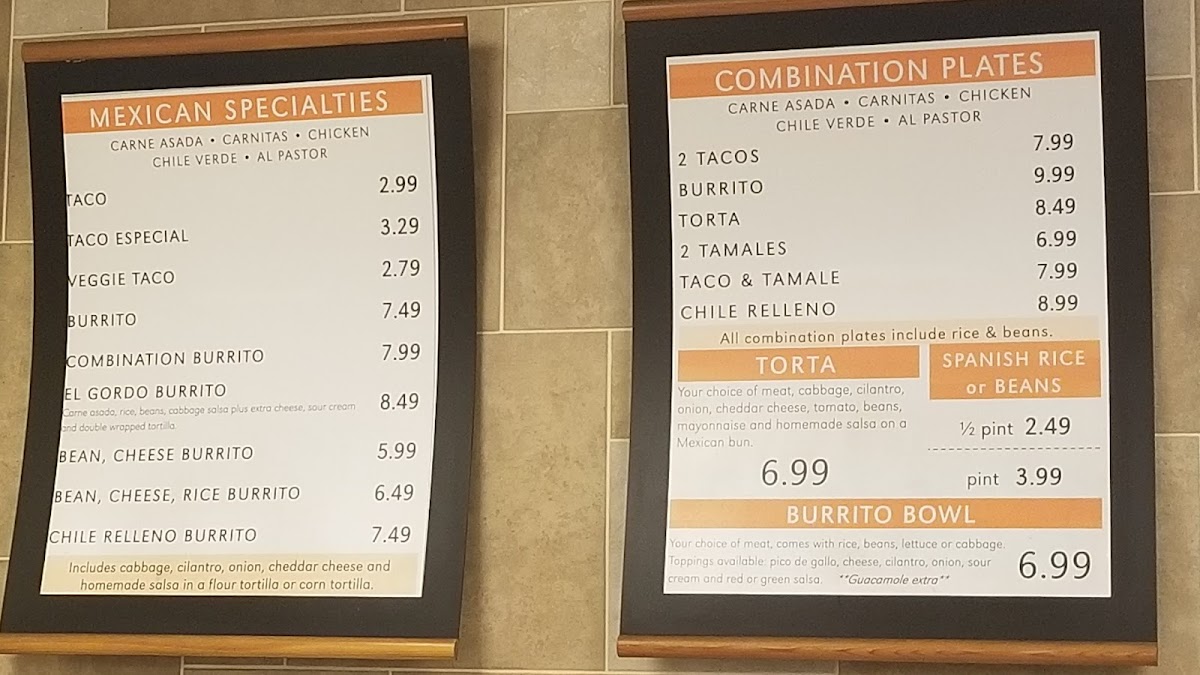 MEXICAN SPECIALTIES
CARNE ASADA • CARNITAS • CHICKEN
CHILE VERDE • AL PASTOR
TACO 2.99
TACO ESPECIAL 3.29
VEGGIE TACO 2.79
BURRITO 7.49
COMBINATION BURRITO 7.99
EL GORDO BURRITO 8.49
Carne asada, rice, beans, cabbage salsa plus extra cheese, sour cream
and double wrapped tortilla.
BEAN, CHEESE BURRITO 5.99
BEAN, CHEESE, RICE BURRITO 6.49
CHILE RELLENO BURRITO 7.49
Includes cabbage, cilantro, onion, cheddar cheese and
homemade salsa in a flour tortilla or corn tortilla.
COMBINATION PLATES
CARNE ASADA • CARNITAS • CHICKEN
CHILE VERDE • AL PASTOR
2 TACOS 7.99
BURRITO 9.99
TORTA 8.49
2 TAMALES 6.99
TACO & TAMALE 7.99
CHILE RELLENO 8.99
All combination plates include rice & beans.
TORTA
Your choice of meat, cabbage, cilantro,
onion, cheddar cheese, tomato, beans,
mayonnaise and homemade salsa on a
Mexican bun.
6.99
SPANISH RICE
or BEANS
½ pint 2.49
pint 3.99
BURRITO BOWL
Your choice of meat, comes with rice, beans, lettuce or cabbage.
Toppings available: pico de gallo, cheese, cilantro, onion, sour
cream and red or green salsa. **Guacamole extra**
6.99